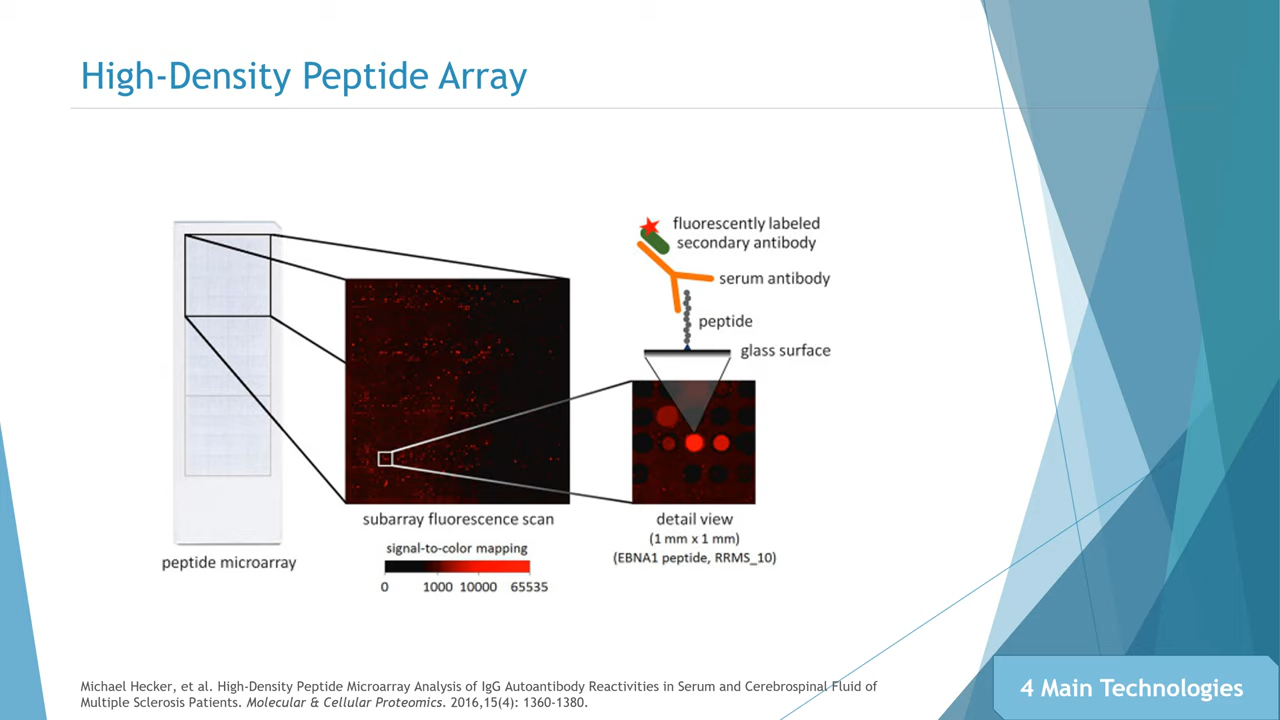 High-Density Peptide Array
fluorescently labeled
secondary antibody
serum antibody
peptide
glass surface
subarray fluorescence scan
detail view
(1 mm x 1 mm)
(EBNA1 peptide, RRMS_10)
signal-to-color mapping
0 1000 10000 65535
peptide microarray
Michael Hecker, et al. High-Density Peptide Microarray Analysis of IgG Autoantibody Reactivities in Serum and Cerebrospinal Fluid of
Multiple Sclerosis Patients. Molecular & Cellular Proteomics. 2016,15(4): 1360-1380.
4 Main Technologies